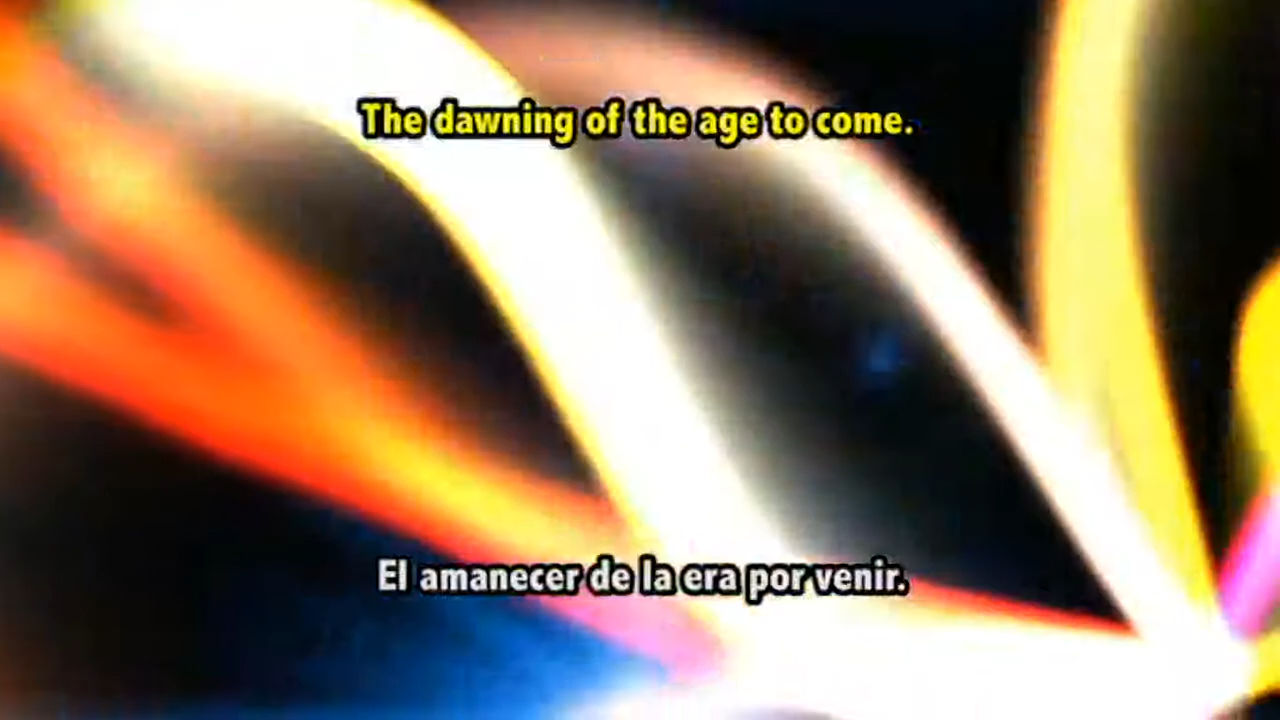 The dawning of the age to come.
El amanecer de la era por venir.